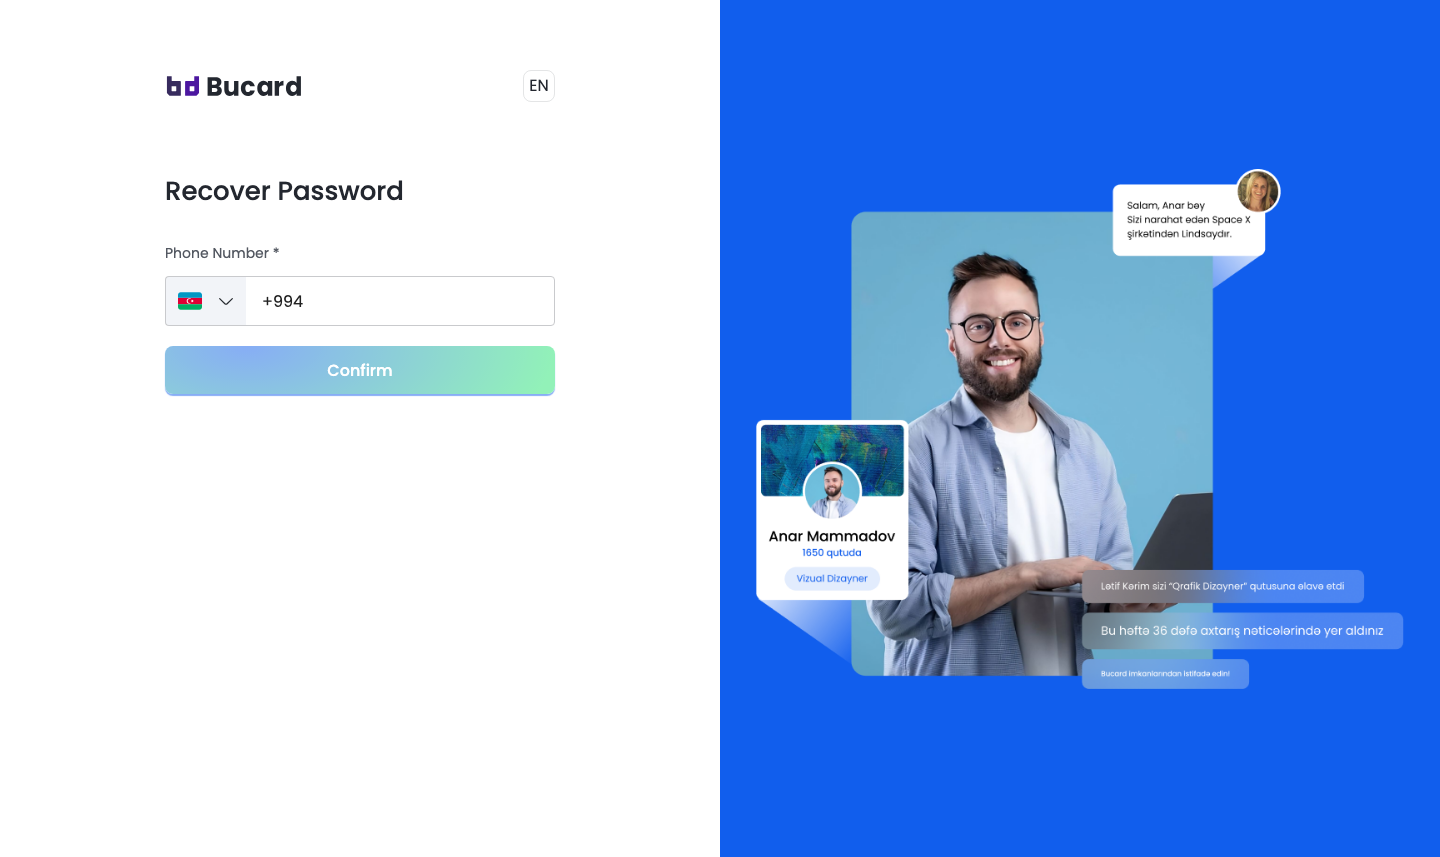 Bucard
EN
Recover Password
Phone Number *
+994
Confirm
Salam, Anar bəy
Sizi narahat edən Space X
şirkətindən Lindsaydır.
Anar Mammadov
1650 qutuda
Vizual Dizayner
Lətif Kərim sizi “Qrafik Dizayner” qutusuna əlavə etdi
Bu həftə 36 dəfə axtarış nəticələrində yer aldınız
Bucard imkanlarından istifadə edin!